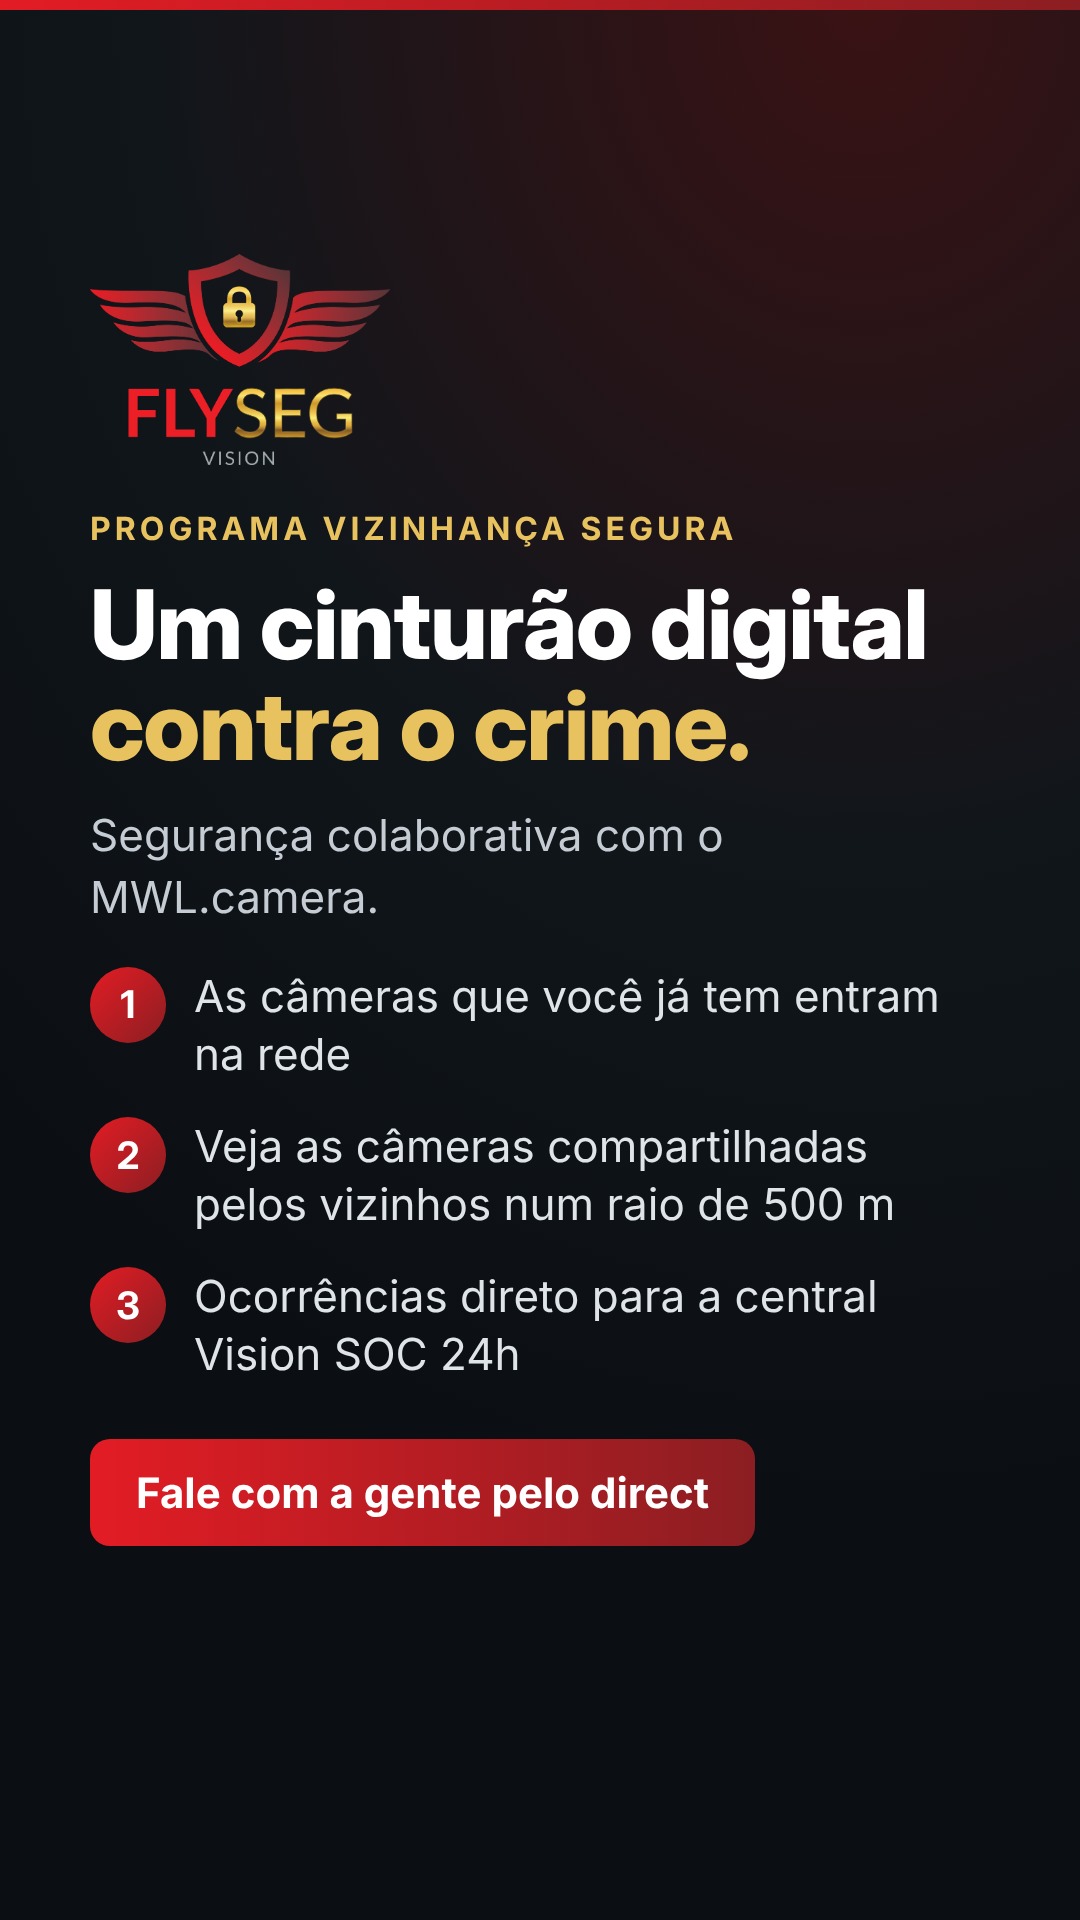 FLYSEG
VISION
PROGRAMA VIZINHANÇA SEGURA
Um cinturão digital
contra o crime.
Segurança colaborativa com o
MWL.camera.
1 As câmeras que você já tem entram
na rede
2 Veja as câmeras compartilhadas
pelos vizinhos num raio de 500 m
3 Ocorrências direto para a central
Vision SOC 24h
Fale com a gente pelo direct